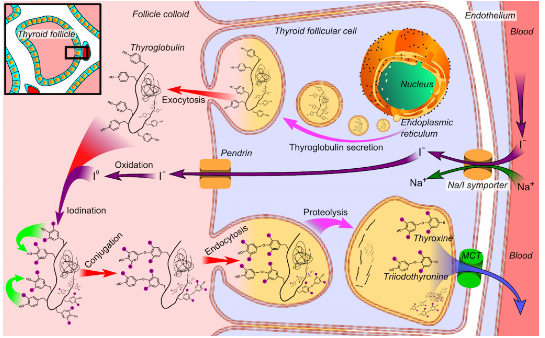 Thyroid follicle
Follicle colloid
Thyroglobulin
Exocytosis
Thyroid follicular cell
Nucleus
Endoplasmic
reticulum
Thyroglobulin secretion
Endothelium
Blood
I⁻
Na⁺
Na⁺
Na/I symporter
I⁻
Pendrin
I⁻
Oxidation
I⁰
Iodination
Conjugation
Endocytosis
Proteolysis
Thyroxine
Triiodothyronine
MCT
Blood